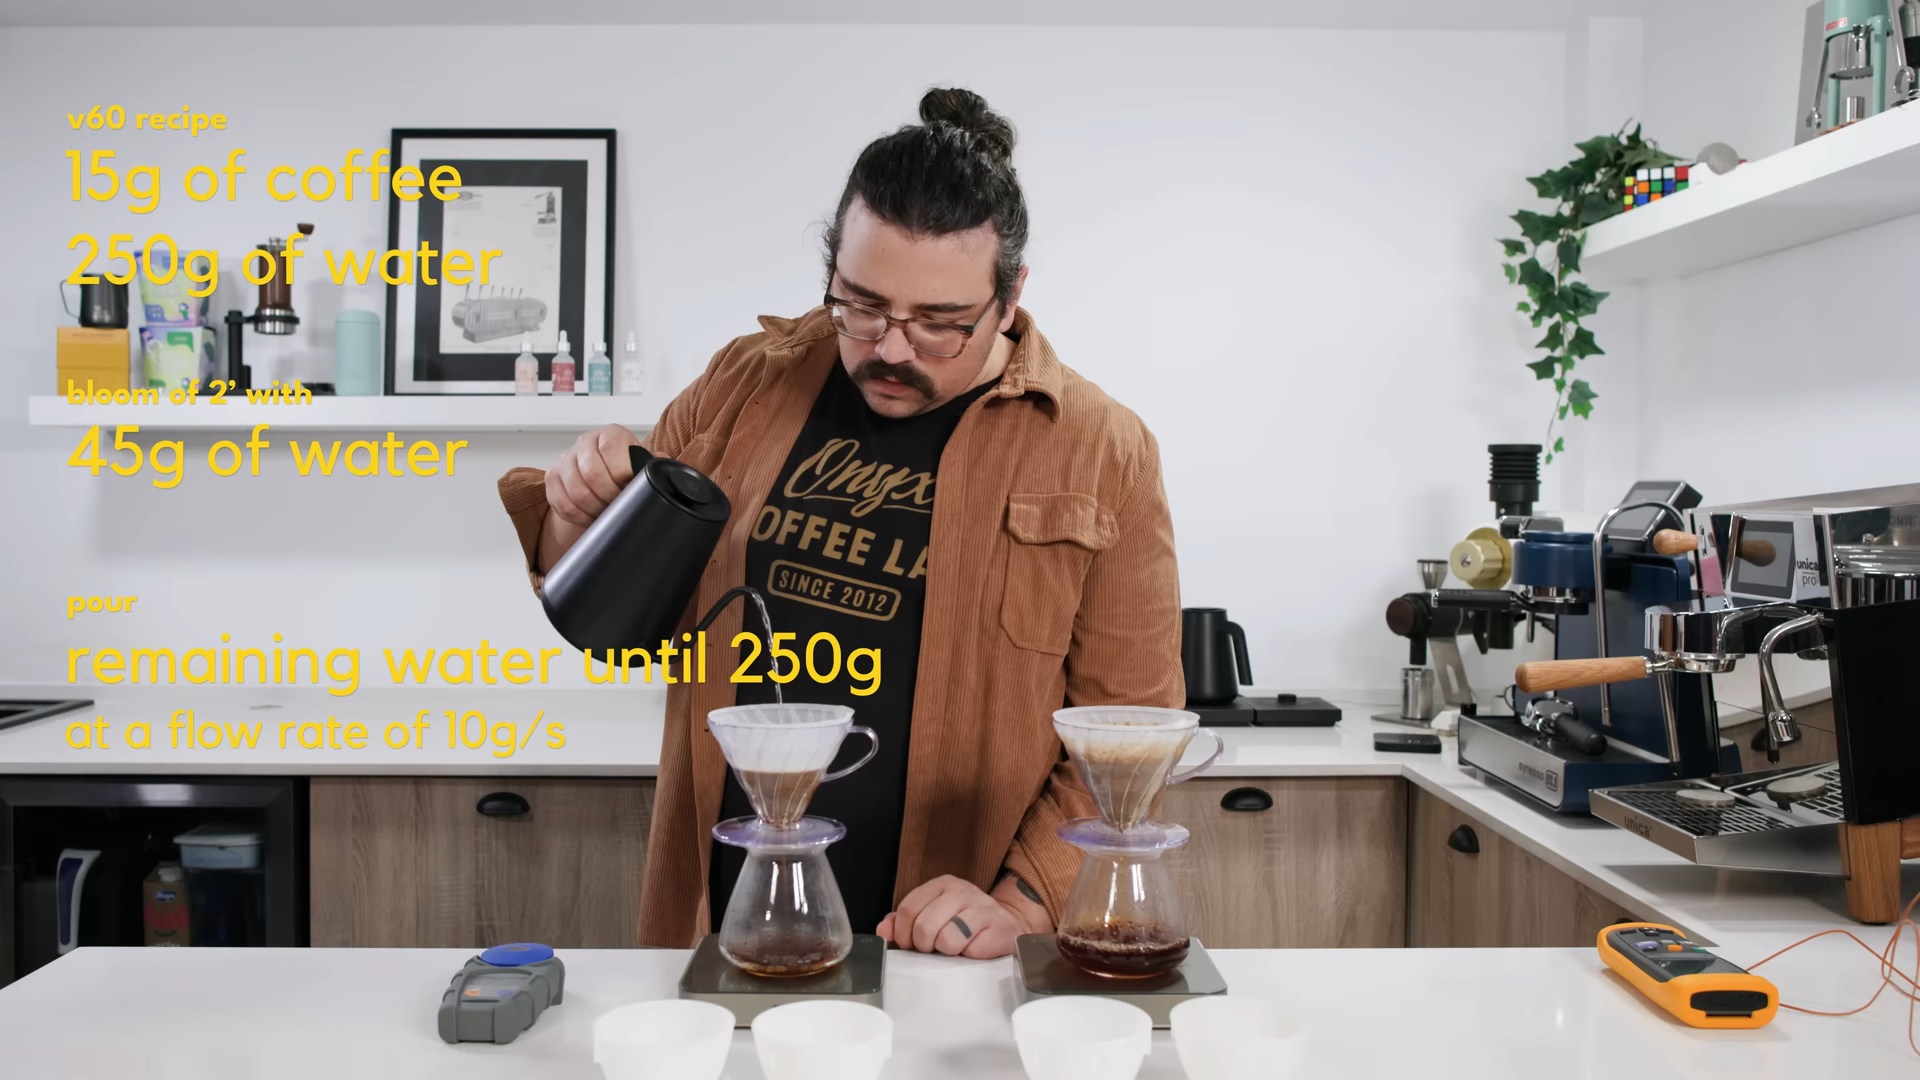 v60 recipe
15g of coffee
250g of water
bloom of 2’ with
45g of water
pour
remaining water until 250g
at a flow rate of 10g/s
Onyx
OFFEE LA
SINCE 2012
unica
pro
synesso
unica